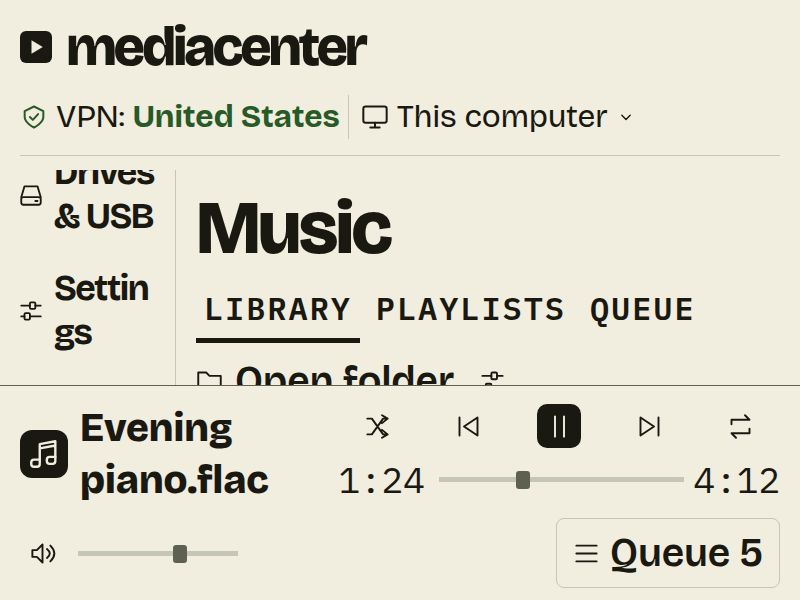 mediacenter
VPN: United States
This computer
Drives
& USB
Settin
gs
Music
LIBRARY PLAYLISTS QUEUE
Open folder
Evening
piano.flac
1:24
4:12
Queue 5